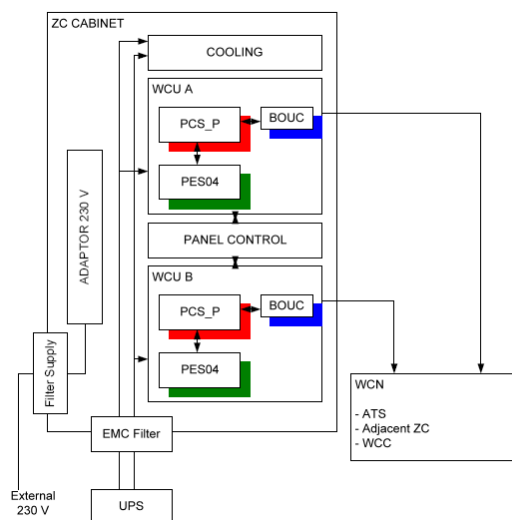 ZC CABINET
COOLING
WCU A
PCS_P
BOUC
PES04
ADAPTOR 230 V
PANEL CONTROL
WCU B
PCS_P
BOUC
PES04
Filter Supply
WCN
- ATS
- Adjacent ZC
- WCC
EMC Filter
External
230 V
UPS